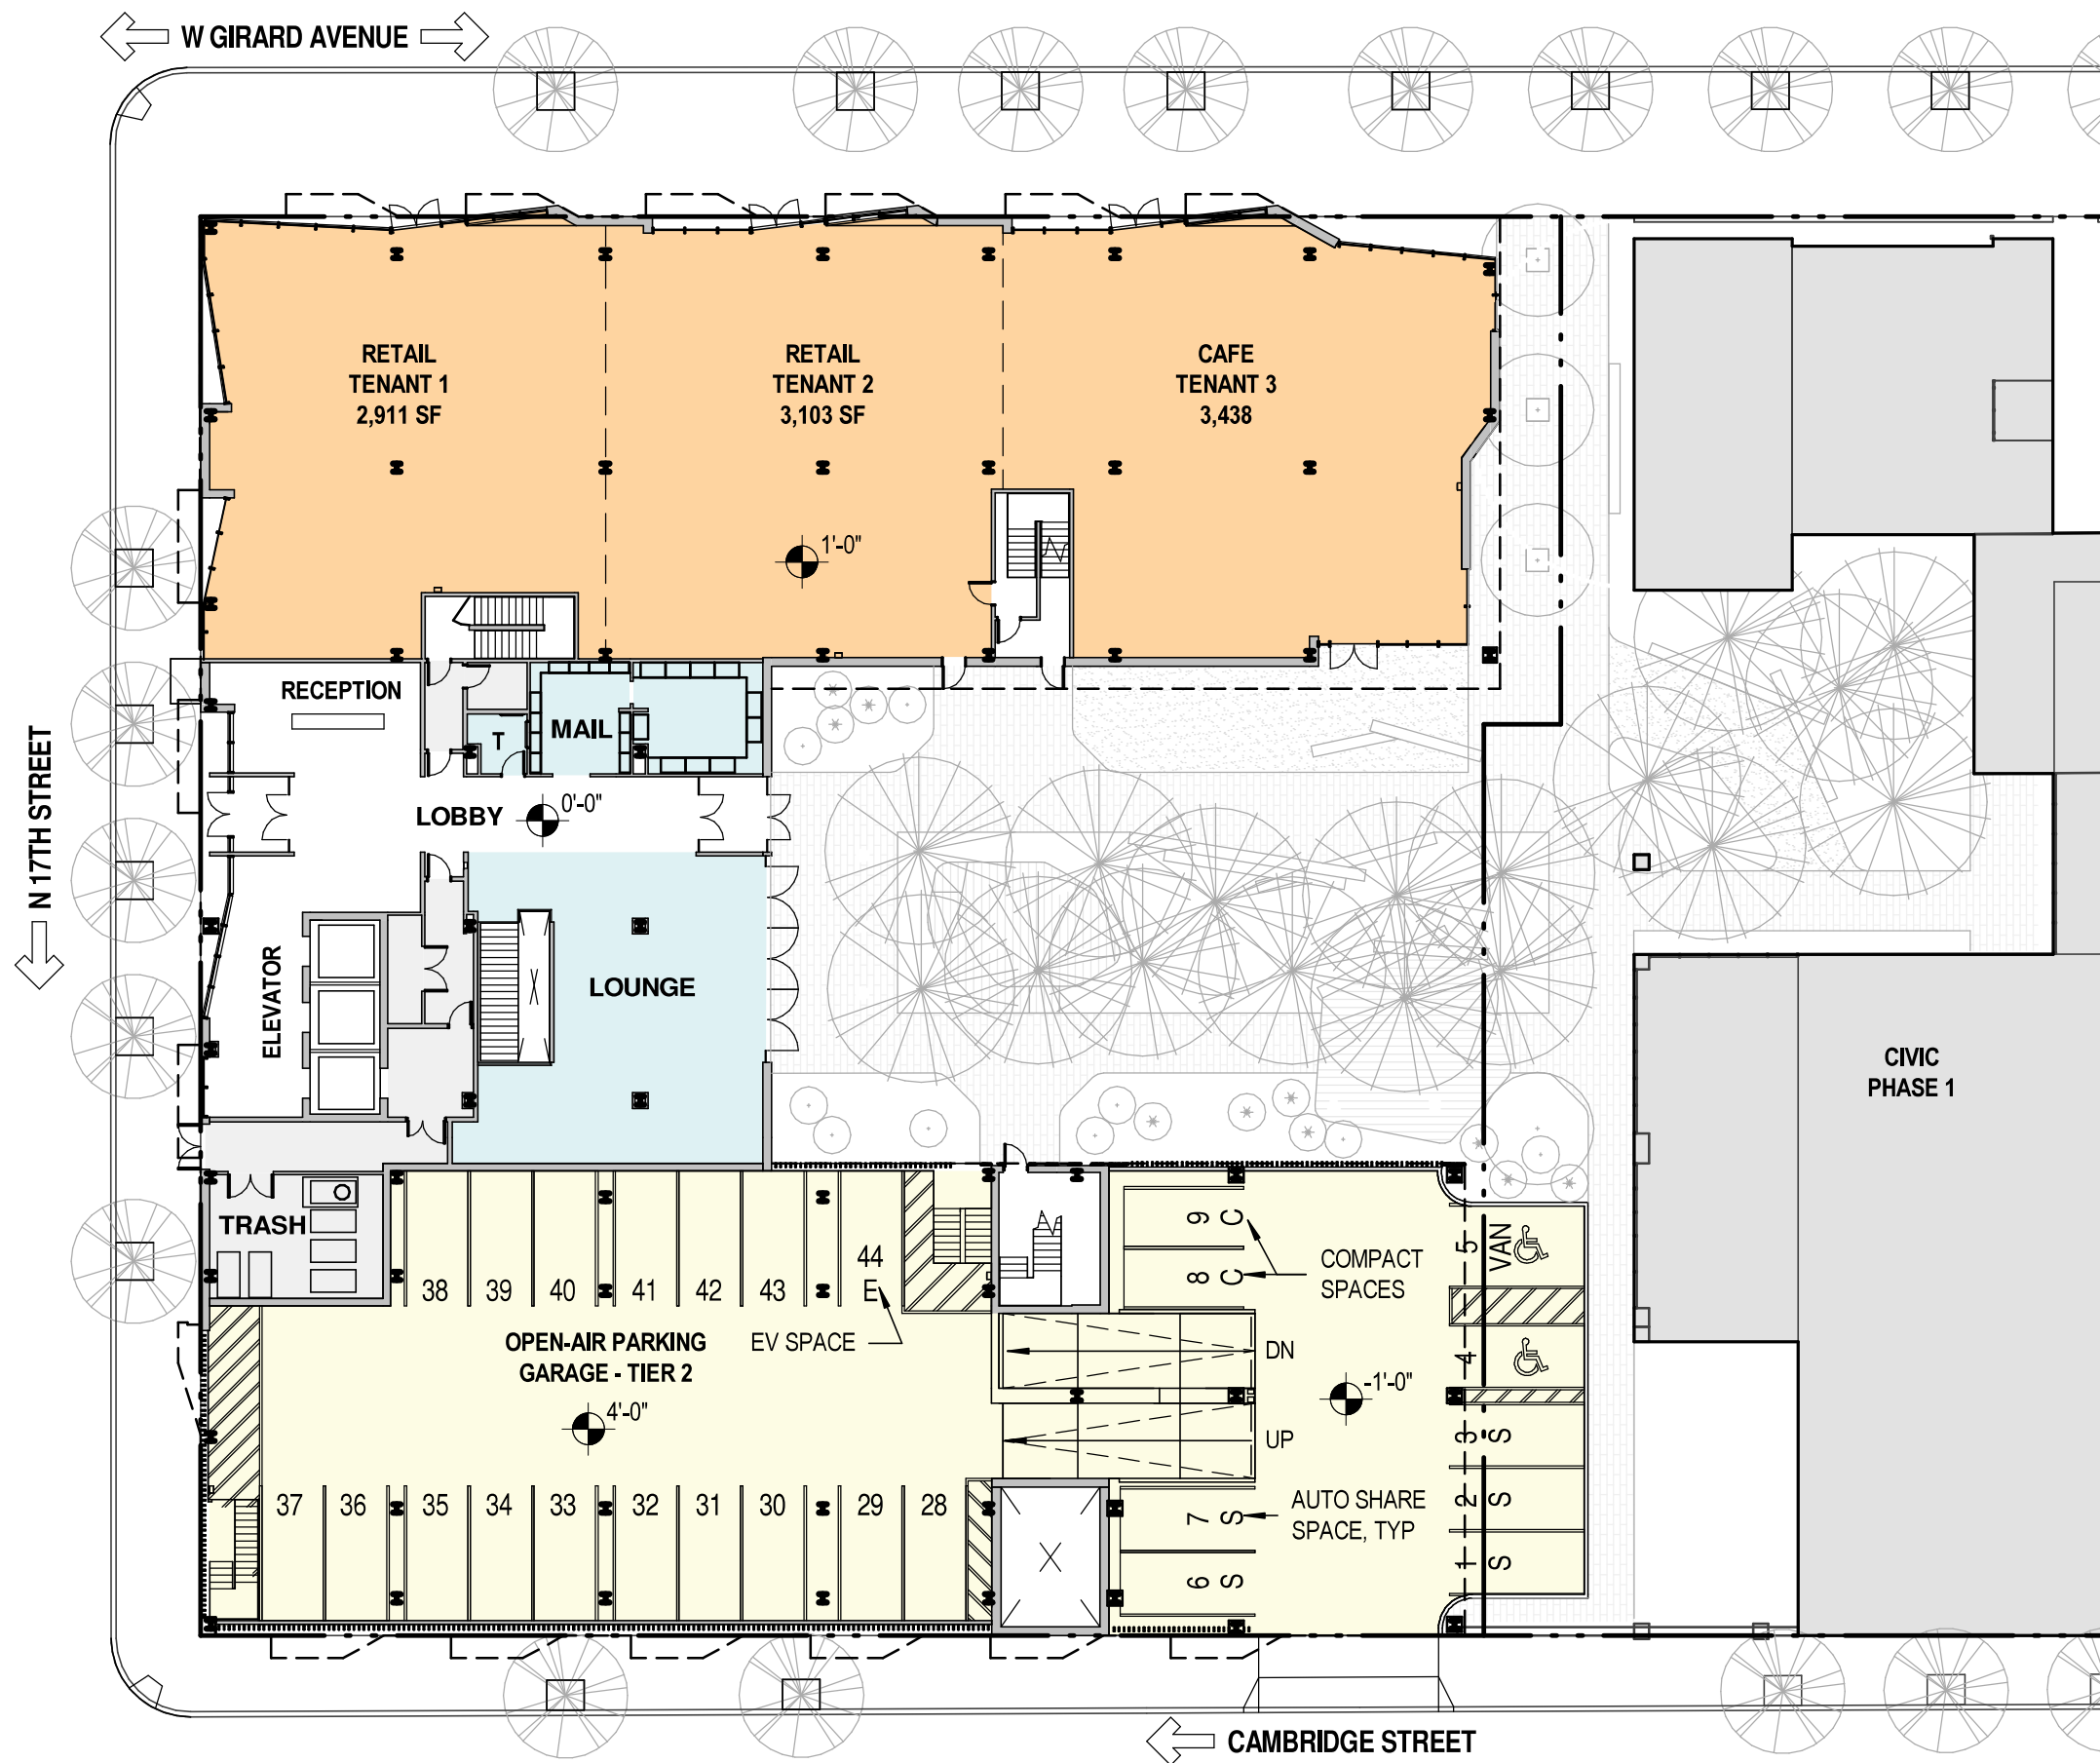 W GIRARD AVENUE
RETAIL
TENANT 1
2,911 SF
RETAIL
TENANT 2
3,103 SF
CAFE
TENANT 3
3,438
1'-0"
RECEPTION
MAIL
T
LOBBY
0'-0"
N 17TH STREET
ELEVATOR
LOUNGE
CIVIC
PHASE 1
TRASH
38
39
40
41
42
43
44
E
OPEN-AIR PARKING
GARAGE - TIER 2
EV SPACE
4'-0"
37
36
35
34
33
32
31
30
29
28
9 C
8 C
COMPACT
SPACES
5 VAN
4
DN
-1'-0"
UP
3 S
2 S
1 S
7 S
6 S
AUTO SHARE
SPACE, TYP
CAMBRIDGE STREET